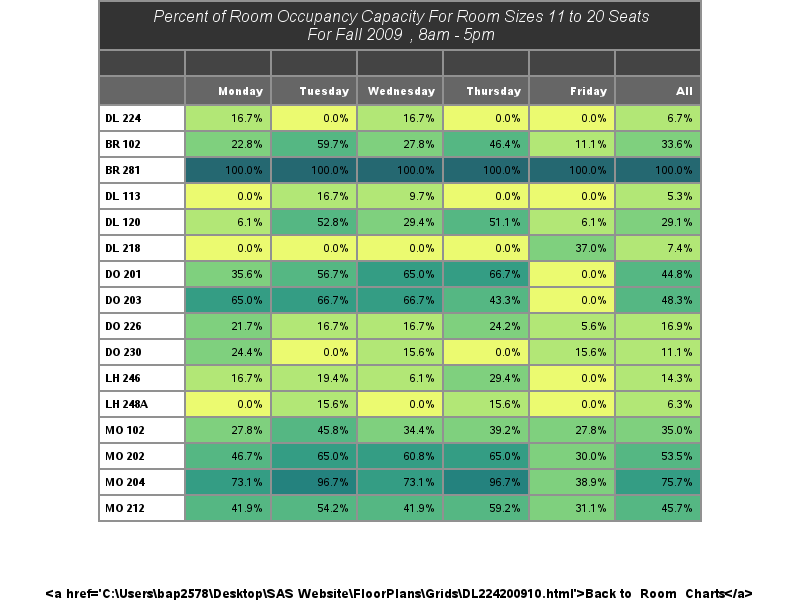 Percent of Room Occupancy Capacity For Room Sizes 11 to 20 Seats
For Fall 2009 , 8am - 5pm
Monday Tuesday Wednesday Thursday Friday All
DL 224 16.7% 0.0% 16.7% 0.0% 0.0% 6.7%
BR 102 22.8% 59.7% 27.8% 46.4% 11.1% 33.6%
BR 281 100.0% 100.0% 100.0% 100.0% 100.0% 100.0%
DL 113 0.0% 16.7% 9.7% 0.0% 0.0% 5.3%
DL 120 6.1% 52.8% 29.4% 51.1% 6.1% 29.1%
DL 218 0.0% 0.0% 0.0% 0.0% 37.0% 7.4%
DO 201 35.6% 56.7% 65.0% 66.7% 0.0% 44.8%
DO 203 65.0% 66.7% 66.7% 43.3% 0.0% 48.3%
DO 226 21.7% 16.7% 16.7% 24.2% 5.6% 16.9%
DO 230 24.4% 0.0% 15.6% 0.0% 15.6% 11.1%
LH 246 16.7% 19.4% 6.1% 29.4% 0.0% 14.3%
LH 248A 0.0% 15.6% 0.0% 15.6% 0.0% 6.3%
MO 102 27.8% 45.8% 34.4% 39.2% 27.8% 35.0%
MO 202 46.7% 65.0% 60.8% 65.0% 30.0% 53.5%
MO 204 73.1% 96.7% 73.1% 96.7% 38.9% 75.7%
MO 212 41.9% 54.2% 41.9% 59.2% 31.1% 45.7%
<a href='C:\Users\bap2578\Desktop\SAS Website\FloorPlans\Grids\DL224200910.html'>Back to Room Charts</a>